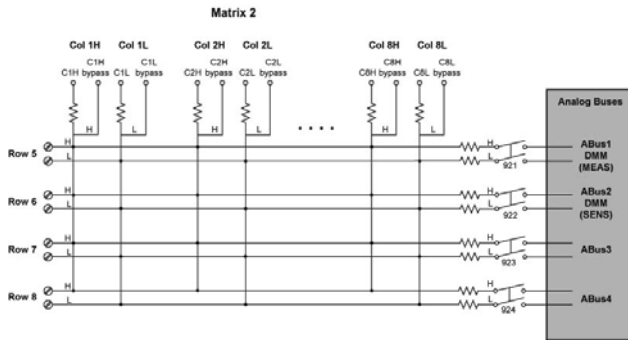 Matrix 2
Col 1H Col 1L Col 2H Col 2L Col 8H Col 8L
C1H C1L C2H C2L C8H C8L
C1H bypass C1L bypass C2H bypass C2L bypass C8H bypass C8L bypass
H L H L H L
Analog Buses
Row 5 H L H L 921 ABus1 DMM (MEAS)
Row 6 H L H L 922 ABus2 DMM (SENS)
Row 7 H L H L 923 ABus3
Row 8 H L H L 924 ABus4